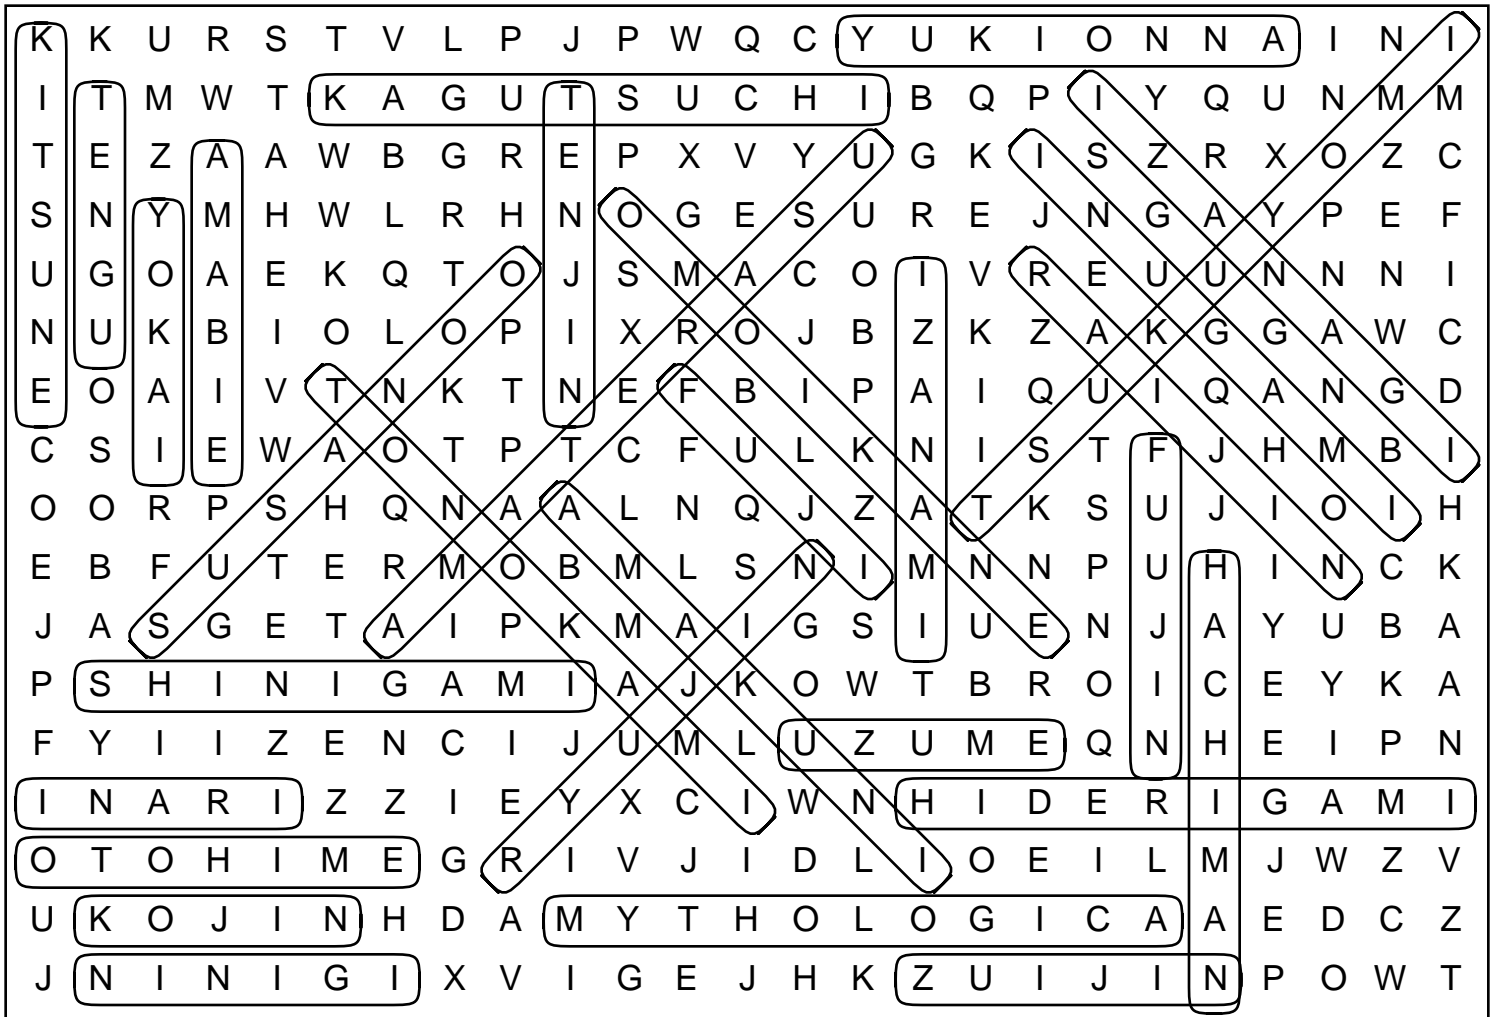 K K U R S T V L P J P W Q C Y U K I O N N A I N I
I T M W T K A G U T S U C H I B Q P I Y Q U N M M
T E Z A A W B G R E P X V Y U G K I S Z R X O Z C
S N Y M H W L R H N O G E S U R E J N G A Y P E F
U G O A E K Q T O J S M A C O I V R E U U N N N I
N U K B I O L O P I X R O J B Z K Z A K G G A W C
E O A I V T N K T N E F B I P A I Q U I Q A N G D
C S I E W A O T P T C F U L K N I S T F J H M B I
O O R P S H Q N A A L N Q J Z A T K S U J I O I H
E B F U T E R M O B M L S N I M N N P U H I N C K
J A S G E T A I P K M A I G S I U E N J A Y U B A
P S H I N I G A M I A J K O W T B R O I C E Y K A
F Y I I Z E N C I J U M L U Z U M E Q N H E I P N
I N A R I Z Z I E Y X C I W N H I D E R I G A M I
O T O H I M E G R I V J I D L I O E I L M J W Z V
U K O J I N H D A M Y T H O L O G I C A A E D C Z
J N I N I G I X V I G E J H K Z U I J I N P O W T